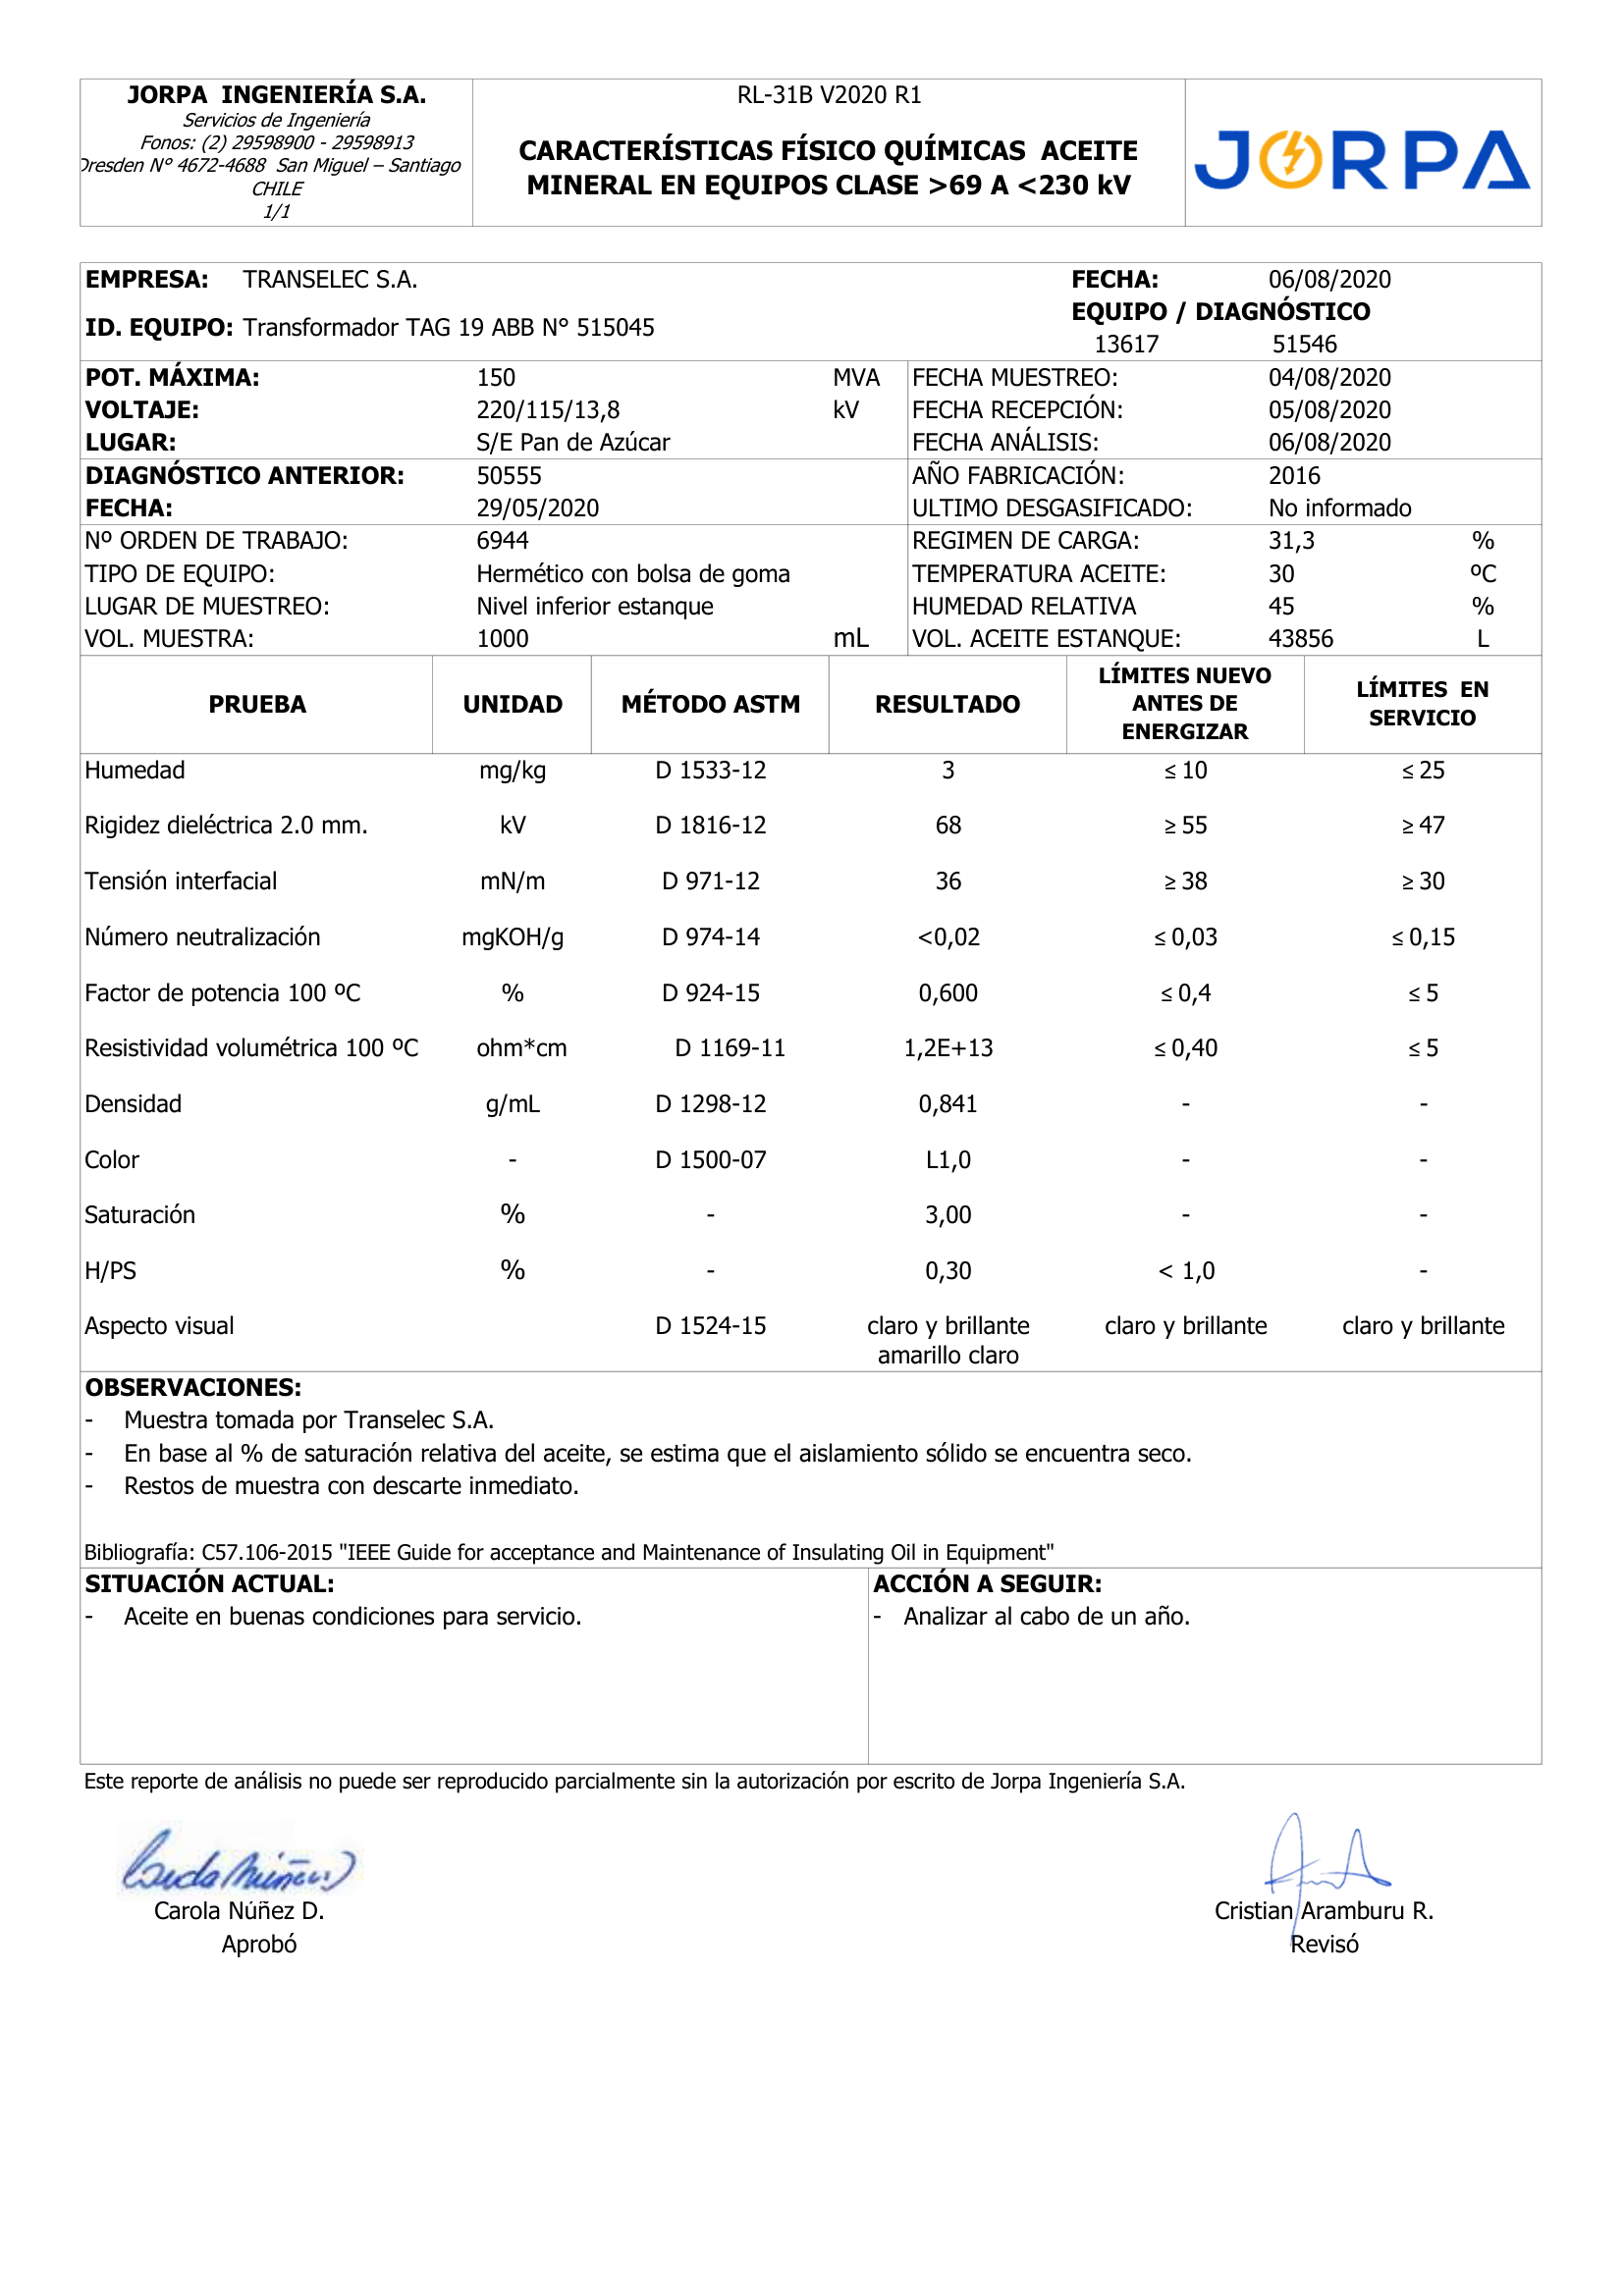 JORPA  INGENIERÍA S.A.
Servicios de Ingeniería
Fonos: (2) 29598900 - 29598913
Dresden N° 4672-4688  San Miguel – Santiago
CHILE
1/1
RL-31B V2020 R1
CARACTERÍSTICAS FÍSICO QUÍMICAS  ACEITE
MINERAL EN EQUIPOS CLASE >69 A <230 kV
JORPA
EMPRESA: TRANSELEC S.A. FECHA: 06/08/2020
EQUIPO / DIAGNÓSTICO
ID. EQUIPO: Transformador TAG 19 ABB N° 515045
13617 51546
POT. MÁXIMA: 150 MVA FECHA MUESTREO: 04/08/2020
VOLTAJE: 220/115/13,8 kV FECHA RECEPCIÓN: 05/08/2020
LUGAR: S/E Pan de Azúcar FECHA ANÁLISIS: 06/08/2020
DIAGNÓSTICO ANTERIOR: 50555 AÑO FABRICACIÓN: 2016
FECHA: 29/05/2020 ULTIMO DESGASIFICADO: No informado
Nº ORDEN DE TRABAJO: 6944 REGIMEN DE CARGA: 31,3 %
TIPO DE EQUIPO: Hermético con bolsa de goma TEMPERATURA ACEITE: 30 ºC
LUGAR DE MUESTREO: Nivel inferior estanque HUMEDAD RELATIVA 45 %
VOL. MUESTRA: 1000 mL VOL. ACEITE ESTANQUE: 43856 L
PRUEBA UNIDAD MÉTODO ASTM RESULTADO LÍMITES NUEVO ANTES DE ENERGIZAR LÍMITES  EN SERVICIO
Humedad mg/kg D 1533-12 3 ≤ 10 ≤ 25
Rigidez dieléctrica 2.0 mm. kV D 1816-12 68 ≥ 55 ≥ 47
Tensión interfacial mN/m D 971-12 36 ≥ 38 ≥ 30
Número neutralización mgKOH/g D 974-14 <0,02 ≤ 0,03 ≤ 0,15
Factor de potencia 100 ºC % D 924-15 0,600 ≤ 0,4 ≤ 5
Resistividad volumétrica 100 ºC ohm*cm D 1169-11 1,2E+13 ≤ 0,40 ≤ 5
Densidad g/mL D 1298-12 0,841 - -
Color - D 1500-07 L1,0 - -
Saturación % - 3,00 - -
H/PS % - 0,30 < 1,0 -
Aspecto visual D 1524-15 claro y brillante claro y brillante claro y brillante
amarillo claro
OBSERVACIONES:
- Muestra tomada por Transelec S.A.
- En base al % de saturación relativa del aceite, se estima que el aislamiento sólido se encuentra seco.
- Restos de muestra con descarte inmediato.
Bibliografía: C57.106-2015 "IEEE Guide for acceptance and Maintenance of Insulating Oil in Equipment"
SITUACIÓN ACTUAL: ACCIÓN A SEGUIR:
- Aceite en buenas condiciones para servicio. - Analizar al cabo de un año.
Este reporte de análisis no puede ser reproducido parcialmente sin la autorización por escrito de Jorpa Ingeniería S.A.
Carola Núñez D. Cristian Aramburu R.
Aprobó Revisó